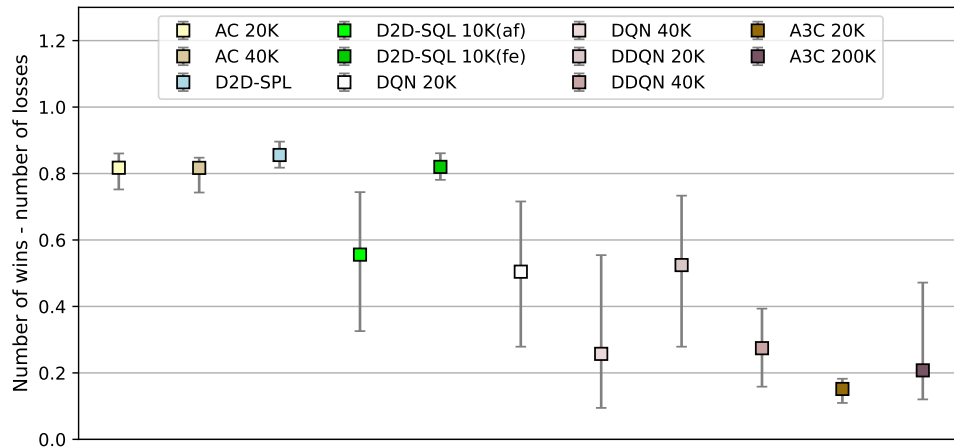 AC 20K
AC 40K
D2D-SPL
D2D-SQL 10K(af)
D2D-SQL 10K(fe)
DQN 20K
DQN 40K
DDQN 20K
DDQN 40K
A3C 20K
A3C 200K
Number of wins - number of losses
1.2
1.0
0.8
0.6
0.4
0.2
0.0